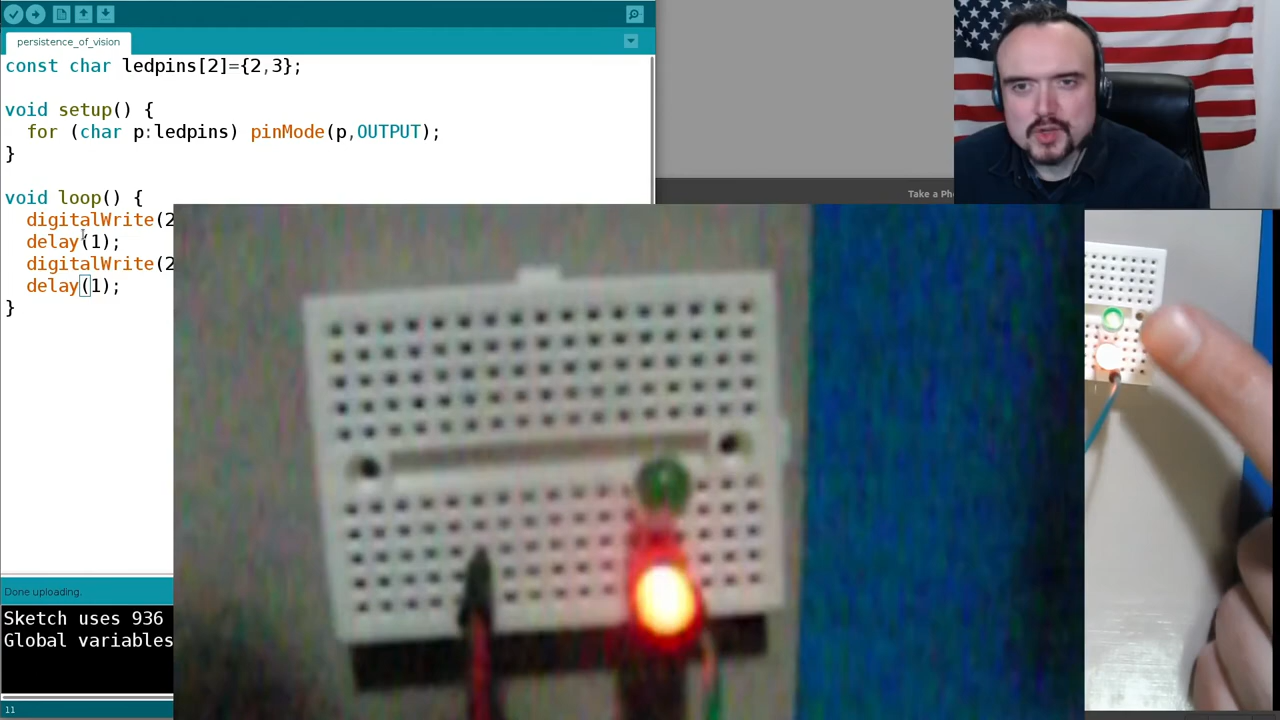 persistence_of_vision
const char ledpins[2]={2,3};
void setup() {
for (char p:ledpins) pinMode(p,OUTPUT);
}
void loop() {
digitalWrite(2
delay(1);
digitalWrite(2
delay(1);
}
Take a Ph
Done uploading.
Sketch uses 936
Global variables
11